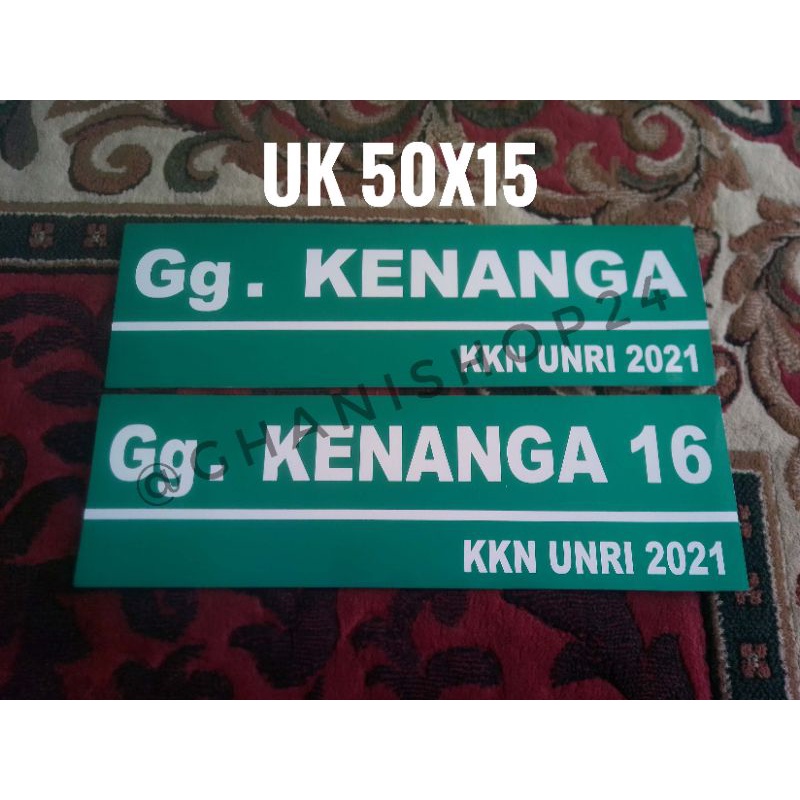 UK 50X15
Gg. KENANGA
KKN UNRI 2021
Gg. KENANGA 16
KKN UNRI 2021
@GHANISHOP24